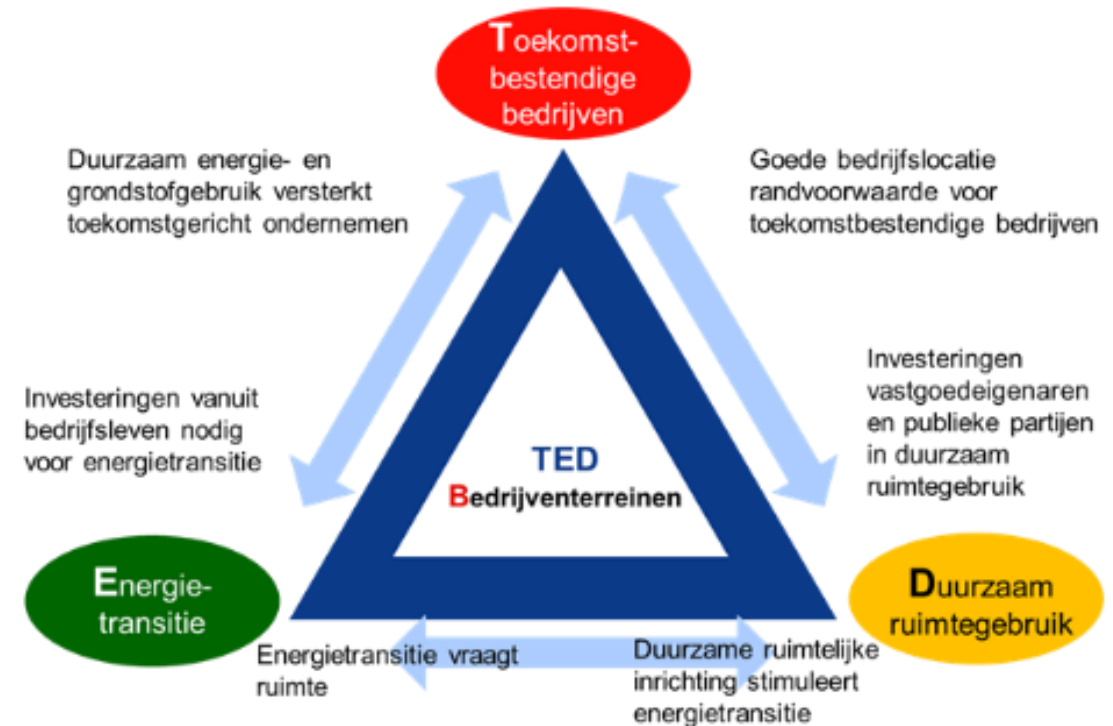 Toekomst-
bestendige
bedrijven
Duurzaam energie- en
grondstofgebruik versterkt
toekomstgericht ondernemen
Goede bedrijfslocatie
randvoorwaarde voor
toekomstbestendige bedrijven
Investeringen vanuit
bedrijfsleven nodig
voor energietransitie
Investeringen
vastgoedeigenaren
en publieke partijen
in duurzaam
ruimtegebruik
TED
Bedrijventerreinen
Energie-
transitie
Duurzaam
ruimtegebruik
Energietransitie vraagt
ruimte
Duurzame ruimtelijke
inrichting stimuleert
energietransitie